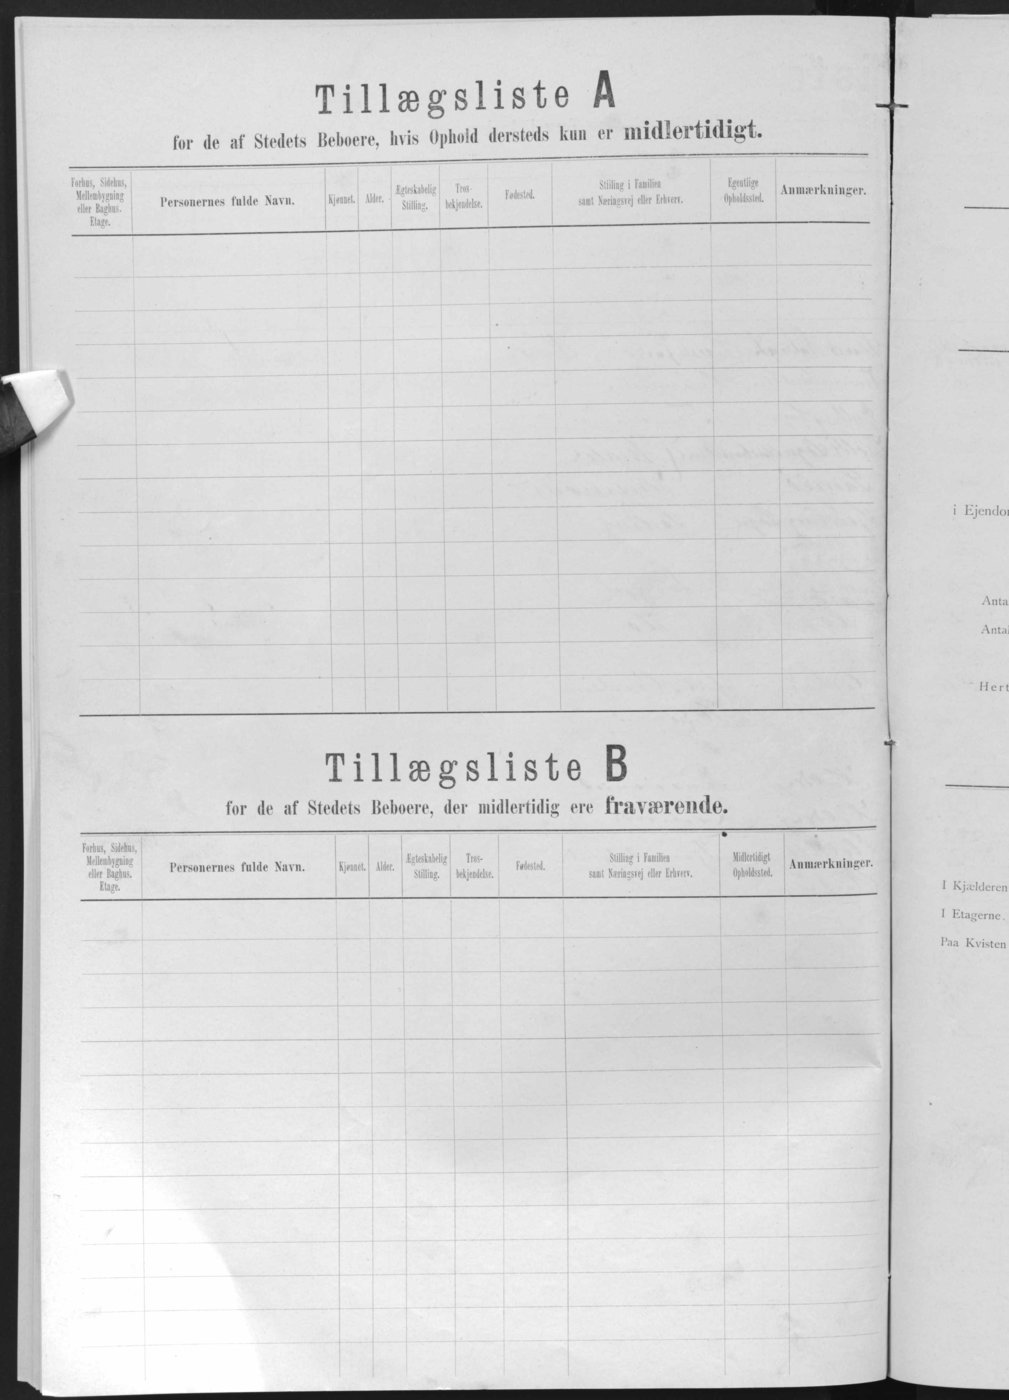 Tillægsliste A
for de af Stedets Beboere, hvis Ophold dersteds kun er midlertidigt.
Forhus, Sidehus,
Mellembygning
eller Baghus.
Etage.
Personernes fulde Navn.
Kjønnet.
Alder.
Ægteskabelig
Stilling.
Tros-
bekjendelse.
Fødested.
Stilling i Familien
samt Næringsvej eller Erhverv.
Egentlige
Opholdssted.
Anmærkninger.
Tillægsliste B
for de af Stedets Beboere, der midlertidig ere fraværende.
Forhus, Sidehus,
Mellembygning
eller Baghus.
Etage.
Personernes fulde Navn.
Kjønnet.
Alder.
Ægteskabelig
Stilling.
Tros-
bekjendelse.
Fødested.
Stilling i Familien
samt Næringsvej eller Erhverv.
Midlertidigt
Opholdssted.
Anmærkninger.
i Ejendo
Anta
Antal
Hert
I Kjælderen
I Etagerne.
Paa Kvisten